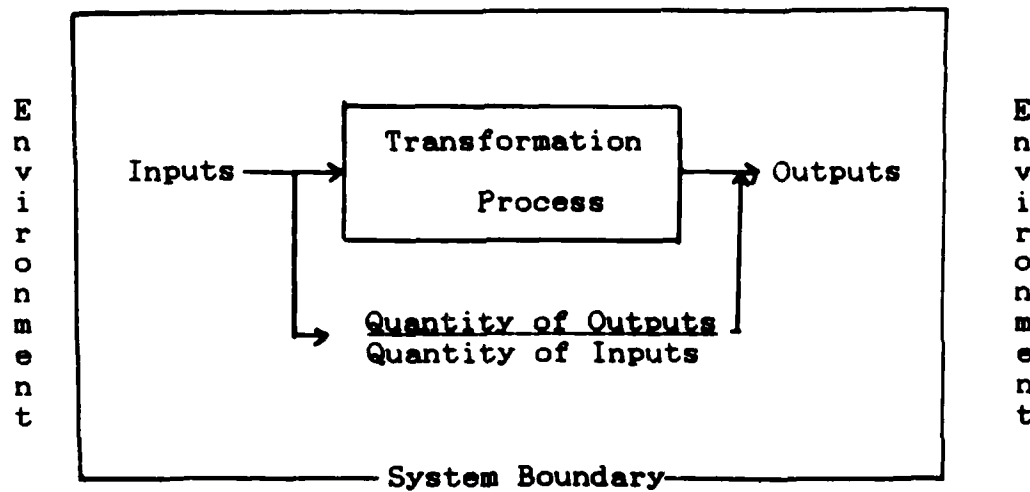 Environment
Transformation
Process
Inputs
Outputs
Quantity of Outputs
Quantity of Inputs
System Boundary
Environment